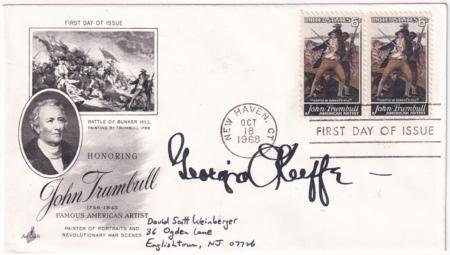 FIRST DAY OF ISSUE
BATTLE OF BUNKER HILL
PAINTING BY TRUMBULL 1786
HONORING
John Trumbull
1756-1843
FAMOUS AMERICAN ARTIST
PAINTER OF PORTRAITS AND
REVOLUTIONARY WAR SCENES
ArtCraft
UNITED STATES 6c
John Trumbull
AMERICAN ARTIST
UNITED STATES 6c
John Trumbull
AMERICAN ARTIST
NEW HAVEN, CT.
OCT
18
1968
FIRST DAY OF ISSUE
Georgia O'Keeffe
David Scott Weinberger
36 Ogden Lane
Englishtown, NJ 07726